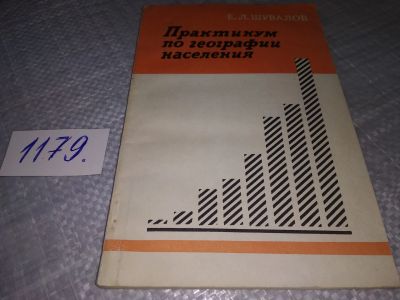 Е. Л. ШУВАЛОВ
Практикум
по географии
населения
1179.